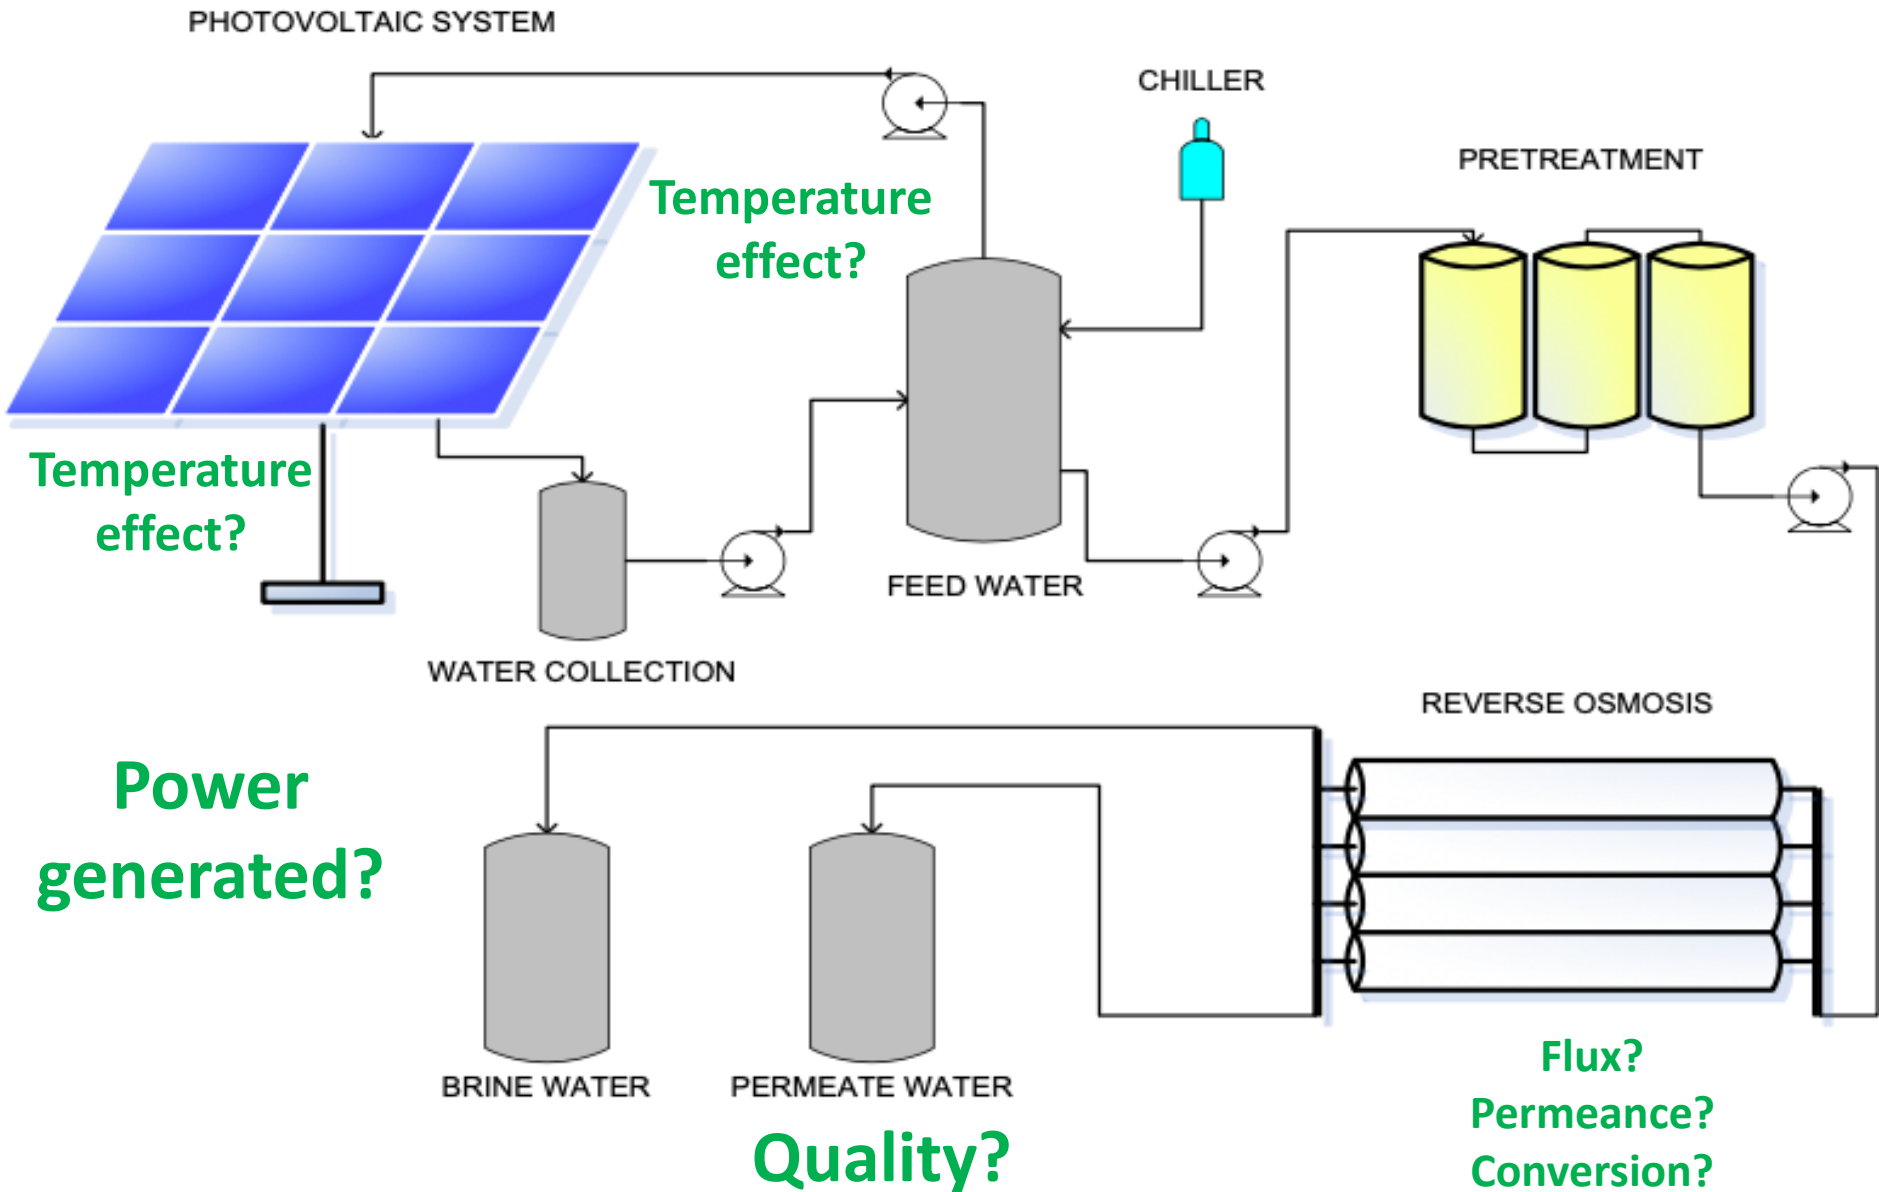 PHOTOVOLTAIC SYSTEM
CHILLER
PRETREATMENT
Temperature
effect?
Temperature
effect?
FEED WATER
WATER COLLECTION
REVERSE OSMOSIS
Power
generated?
BRINE WATER
PERMEATE WATER
Quality?
Flux?
Permeance?
Conversion?